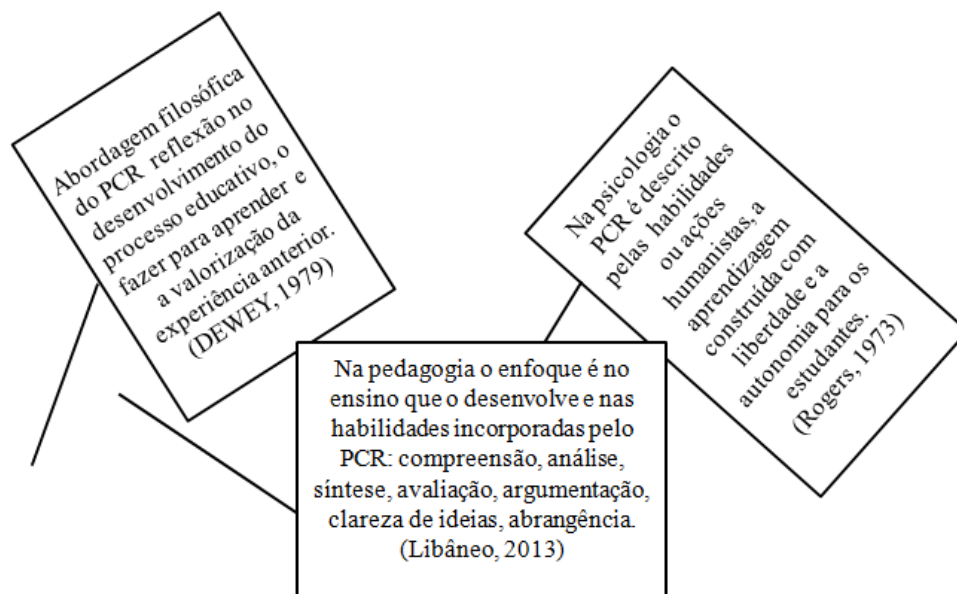 Abordagem filosófica
do PCR reflexão no
desenvolvimento do
processo educativo, o
fazer para aprender e
a valorização da
experiência anterior.
(DEWEY, 1979)
Na psicologia o
PCR é descrito
pelas habilidades
ou ações
humanistas, a
aprendizagem
construída com
liberdade e a
autonomia para os
estudantes.
(Rogers, 1973)
Na pedagogia o enfoque é no
ensino que o desenvolve e nas
habilidades incorporadas pelo
PCR: compreensão, análise,
síntese, avaliação, argumentação,
clareza de ideias, abrangência.
(Libâneo, 2013)